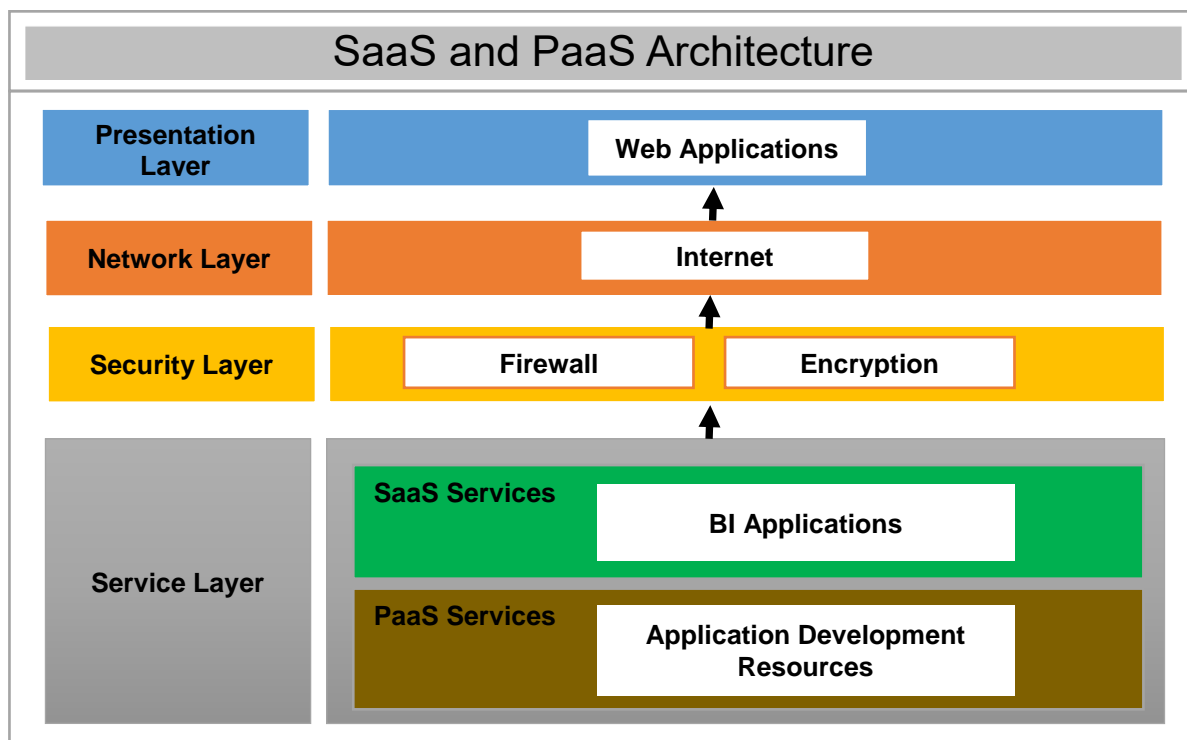 SaaS and PaaS Architecture
Presentation
Layer
Web Applications
Network Layer
Internet
Security Layer
Firewall
Encryption
Service Layer
SaaS Services
BI Applications
PaaS Services
Application Development
Resources